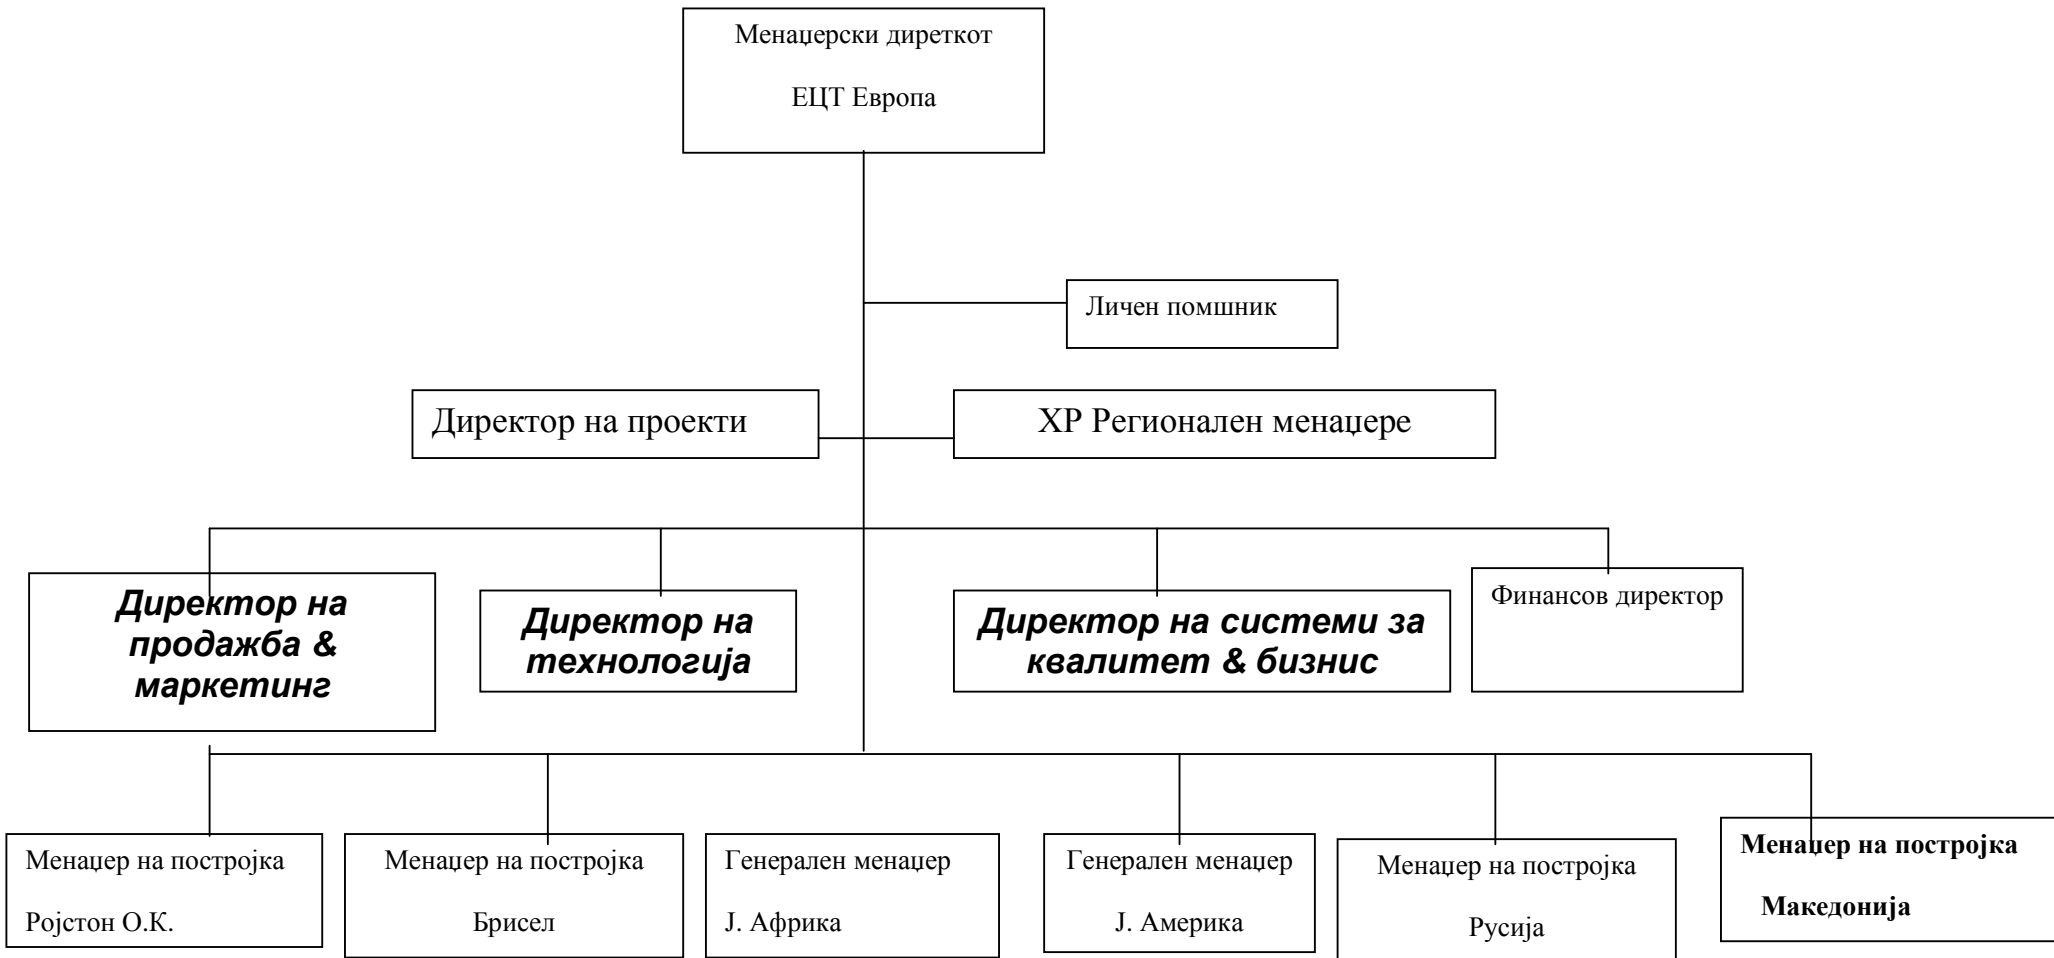 Менаџерски диреткот
ЕЦТ Европа
Личен помшник
Директор на проекти
ХР Регионален менаџере
Директор на
продажба &
маркетинг
Директор на
технологија
Директор на системи за
квалитет & бизнис
Финансов директор
Менаџер на постројка
Ројстон О.К.
Менаџер на постројка
Брисел
Генерален менаџер
Ј. Африка
Генерален менаџер
Ј. Америка
Менаџер на постројка
Русија
Менаџер на постројка
Македонија